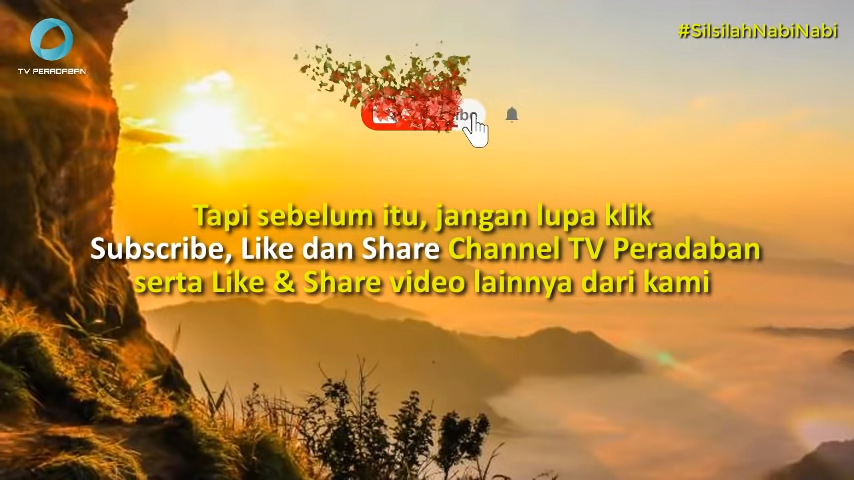 #SilsilahNabiNabi
TV PERADABAN
Tapi sebelum itu, jangan lupa klik
Subscribe, Like dan Share Channel TV Peradaban
serta Like & Share video lainnya dari kami